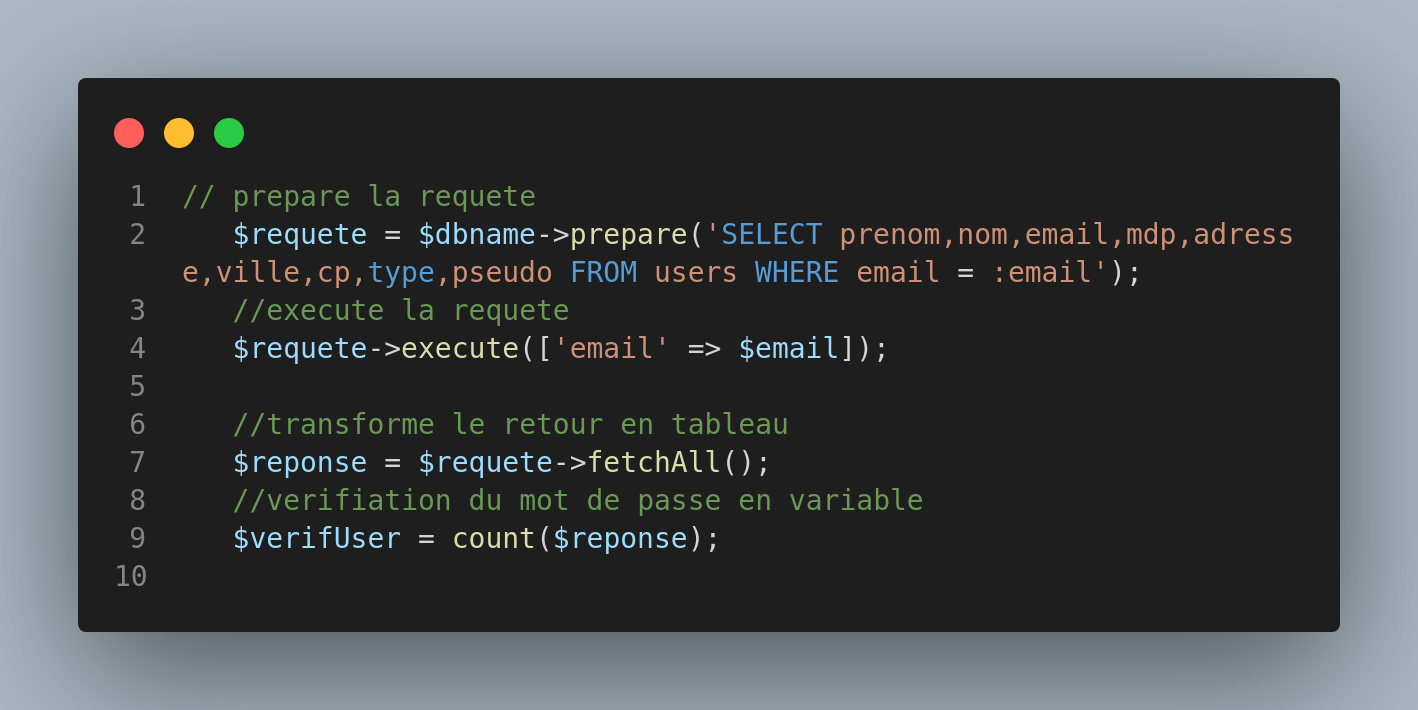 1 // prepare la requete
2    $requete = $dbname->prepare('SELECT prenom,nom,email,mdp,adress
e,ville,cp,type,pseudo FROM users WHERE email = :email');
3    //execute la requete
4    $requete->execute(['email' => $email]);
5
6    //transforme le retour en tableau
7    $reponse = $requete->fetchAll();
8    //verifiation du mot de passe en variable
9    $verifUser = count($reponse);
10